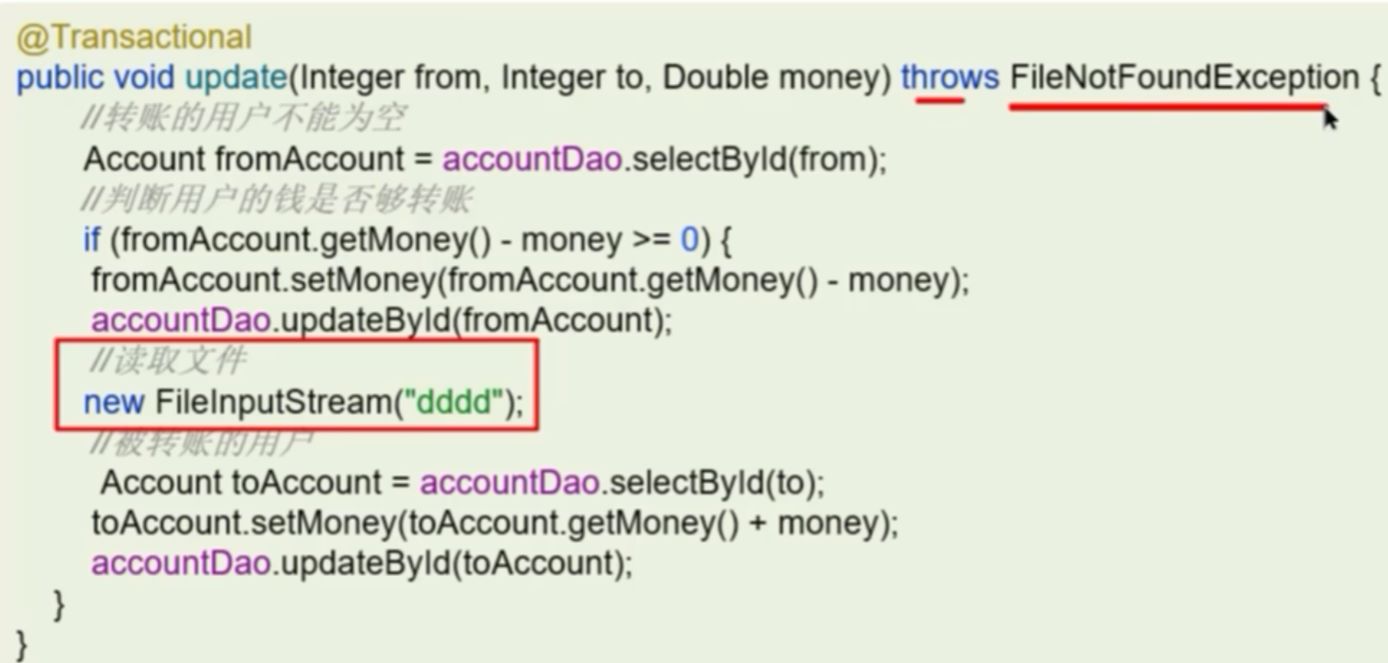 @Transactional
public void update(Integer from, Integer to, Double money) throws FileNotFoundException {
//转账的用户不能为空
Account fromAccount = accountDao.selectById(from);
//判断用户的钱是否够转账
if (fromAccount.getMoney() - money >= 0) {
fromAccount.setMoney(fromAccount.getMoney() - money);
accountDao.updateById(fromAccount);
//读取文件
new FileInputStream("dddd");
//被转账的用户
Account toAccount = accountDao.selectById(to);
toAccount.setMoney(toAccount.getMoney() + money);
accountDao.updateById(toAccount);
}
}